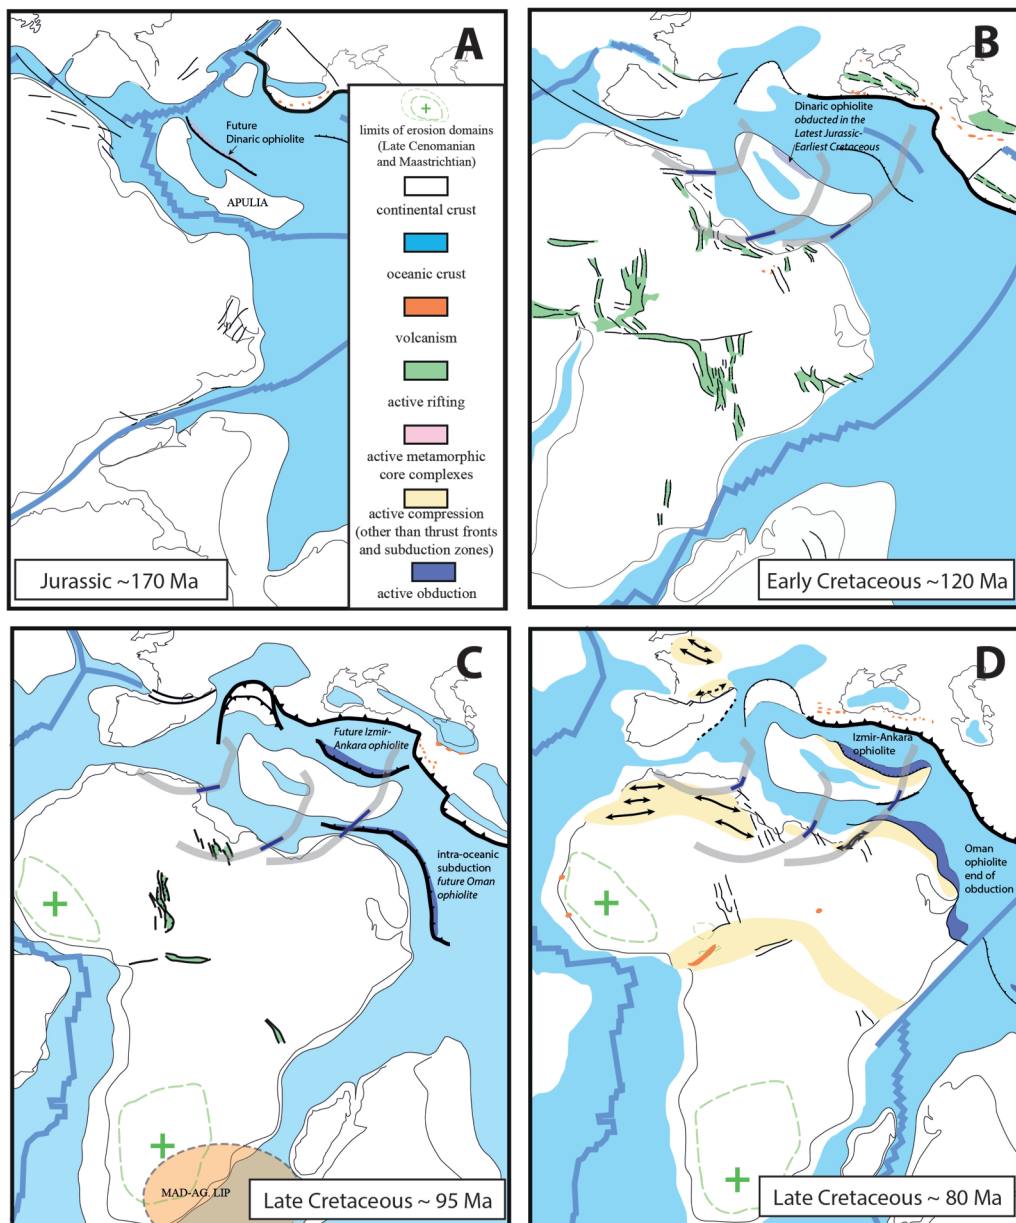 A
Future
Dinaric ophiolite
APULIA
limits of erosion domains
(Late Cenomanian
and Maastrichtian)
continental crust
oceanic crust
volcanism
active rifting
active metamorphic
core complexes
active compression
(other than thrust fronts
and subduction zones)
active obduction
Jurassic ~170 Ma
B
Dinaric ophiolite
obducted in the
Latest Jurassic-
Earliest Cretaceous
Early Cretaceous ~120 Ma
C
Future Izmir-
Ankara ophiolite
intra-oceanic
subduction
future Oman
ophiolite
MAD-AG. LIP
Late Cretaceous ~ 95 Ma
D
Izmir-Ankara
ophiolite
Oman
ophiolite
end of
obduction
Late Cretaceous ~ 80 Ma